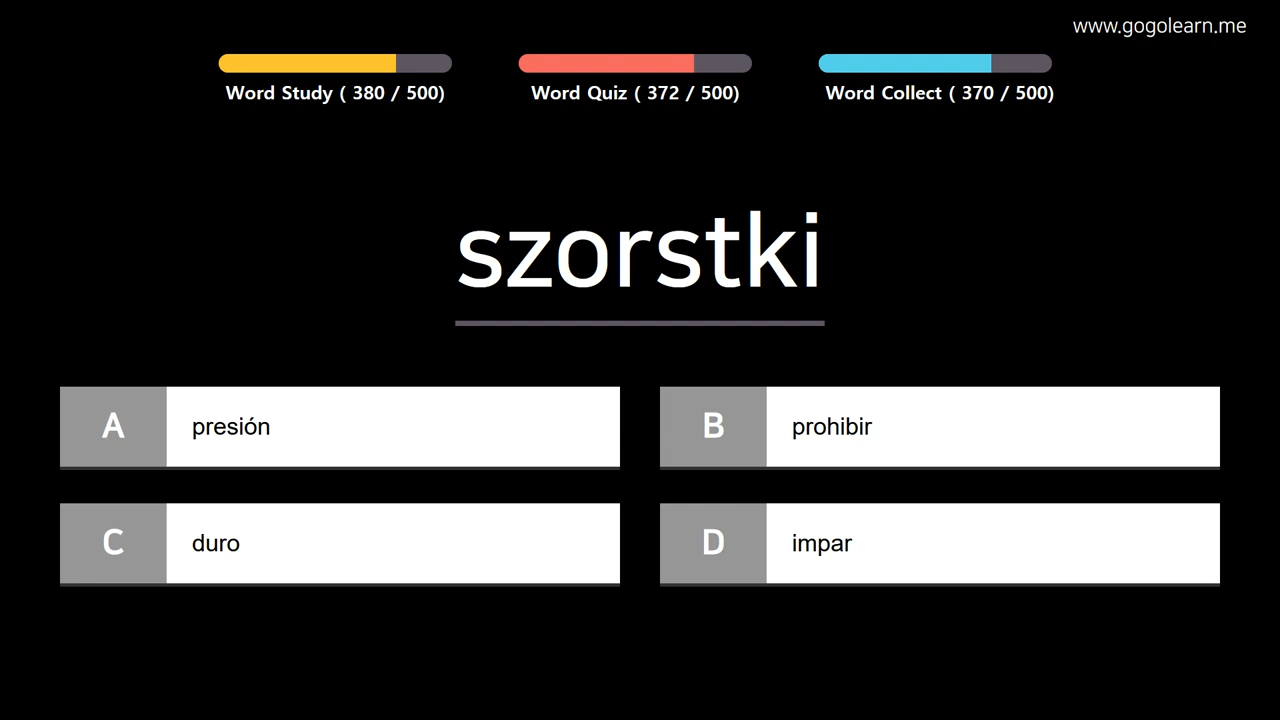 www.gogolearn.me
Word Study ( 380 / 500)
Word Quiz ( 372 / 500)
Word Collect ( 370 / 500)
szorstki
A presión
B prohibir
C duro
D impar